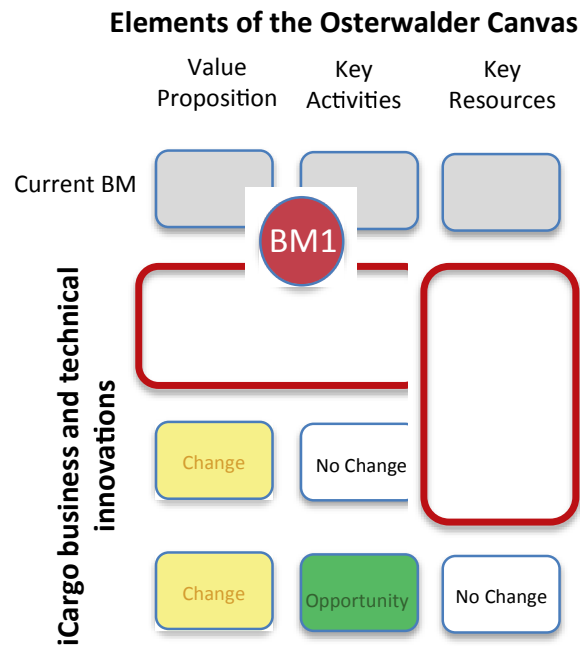 Elements of the Osterwalder Canvas
Value
Proposition
Key
Activities
Key
Resources
Current BM
BM1
iCargo business and technical
innovations
Change
No Change
Change
Opportunity
No Change